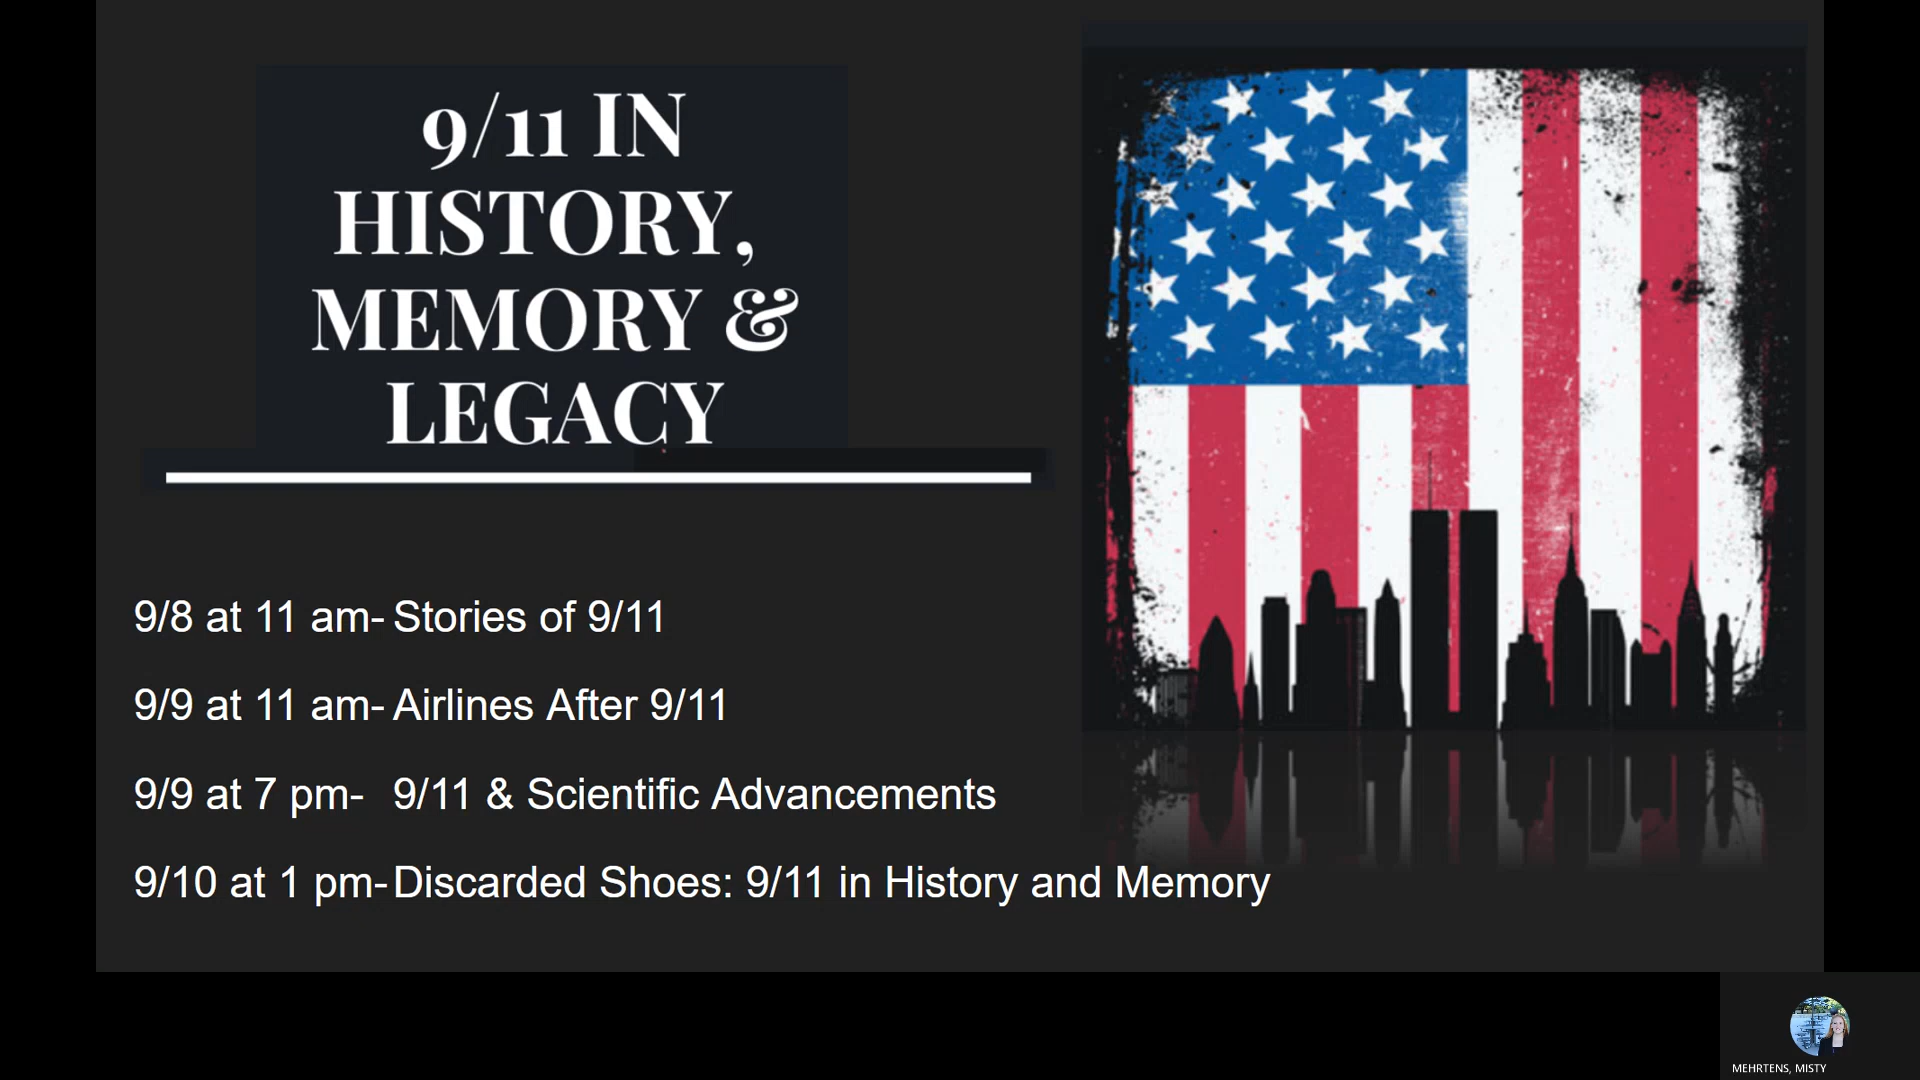 9/11 IN
HISTORY,
MEMORY &
LEGACY
9/8 at 11 am- Stories of 9/11
9/9 at 11 am- Airlines After 9/11
9/9 at 7 pm- 9/11 & Scientific Advancements
9/10 at 1 pm- Discarded Shoes: 9/11 in History and Memory
MEHRTENS, MISTY